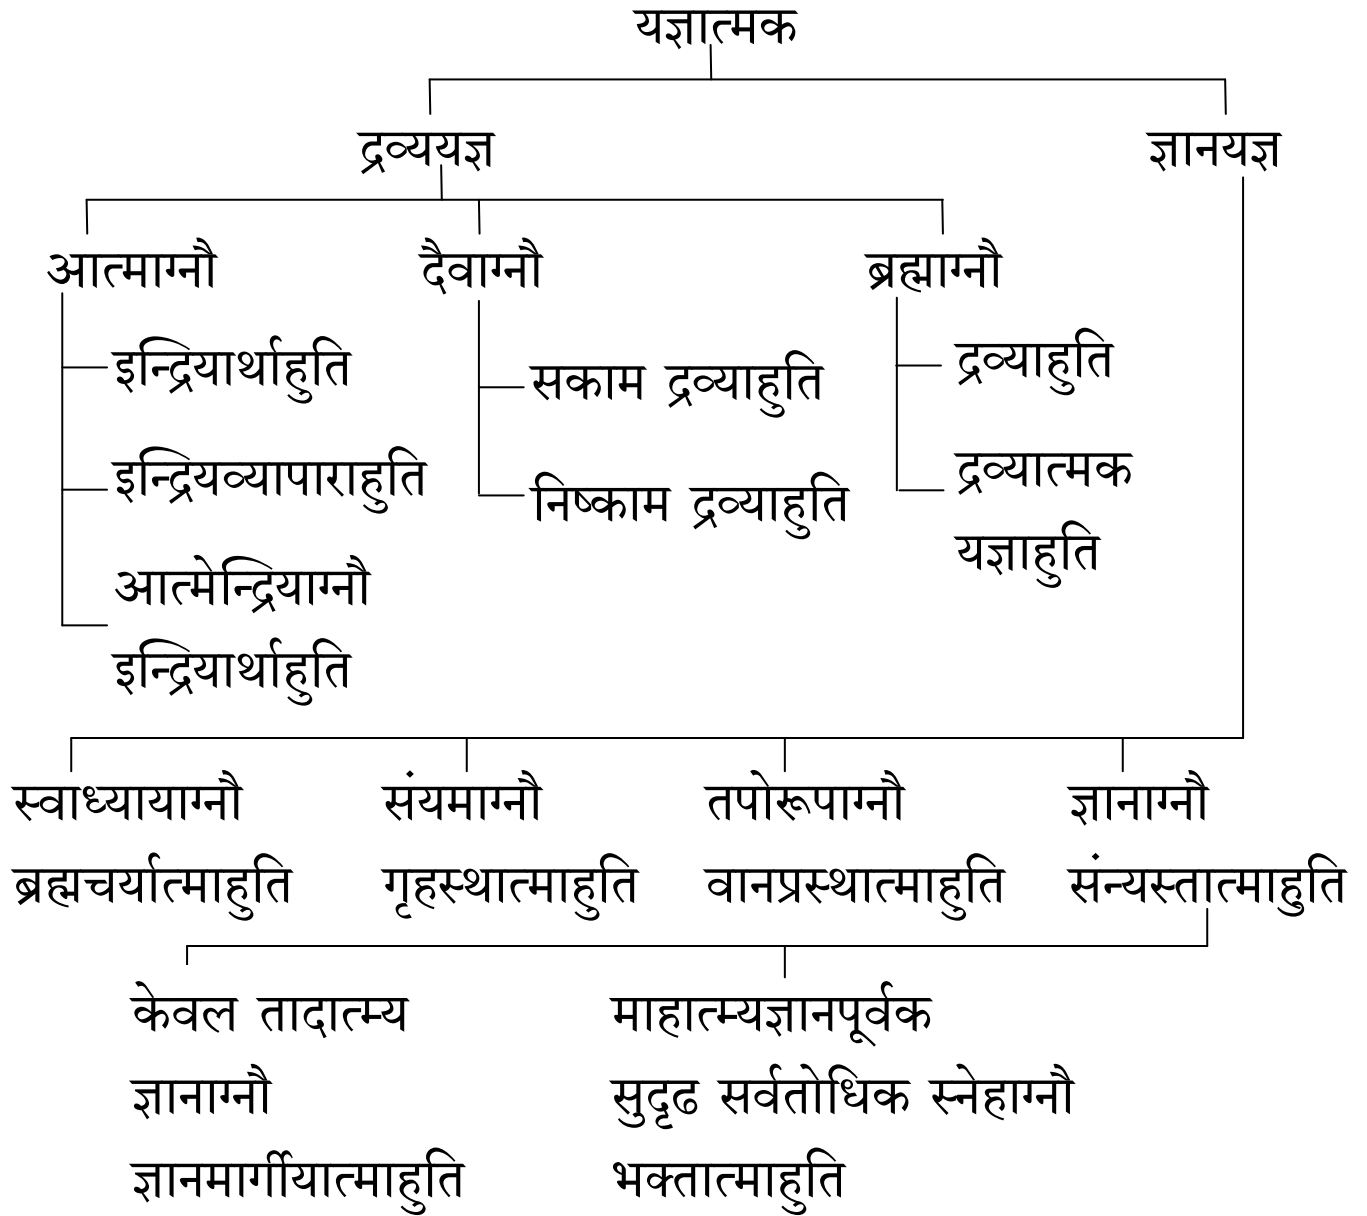 यज्ञात्मक
द्रव्ययज्ञ
ज्ञानयज्ञ
आत्माग्नौ
दैवाग्नौ
ब्रह्माग्नौ
इन्द्रियार्थाहुति
इन्द्रियव्यापाराहुति
आत्मेन्द्रियाग्नौ
इन्द्रियार्थाहुति
सकाम द्रव्याहुति
निष्काम द्रव्याहुति
द्रव्याहुति
द्रव्यात्मक
यज्ञाहुति
स्वाध्यायाग्नौ
ब्रह्मचर्यात्माहुति
संयमाग्नौ
गृहस्थात्माहुति
तपोरूपाग्नौ
वानप्रस्थात्माहुति
ज्ञानाग्नौ
संन्यस्तात्माहुति
केवल तादात्म्य
ज्ञानाग्नौ
ज्ञानमार्गीयात्माहुति
माहात्म्यज्ञानपूर्वक
सुदृढ सर्वतोधिक स्नेहाग्नौ
भक्तात्माहुति